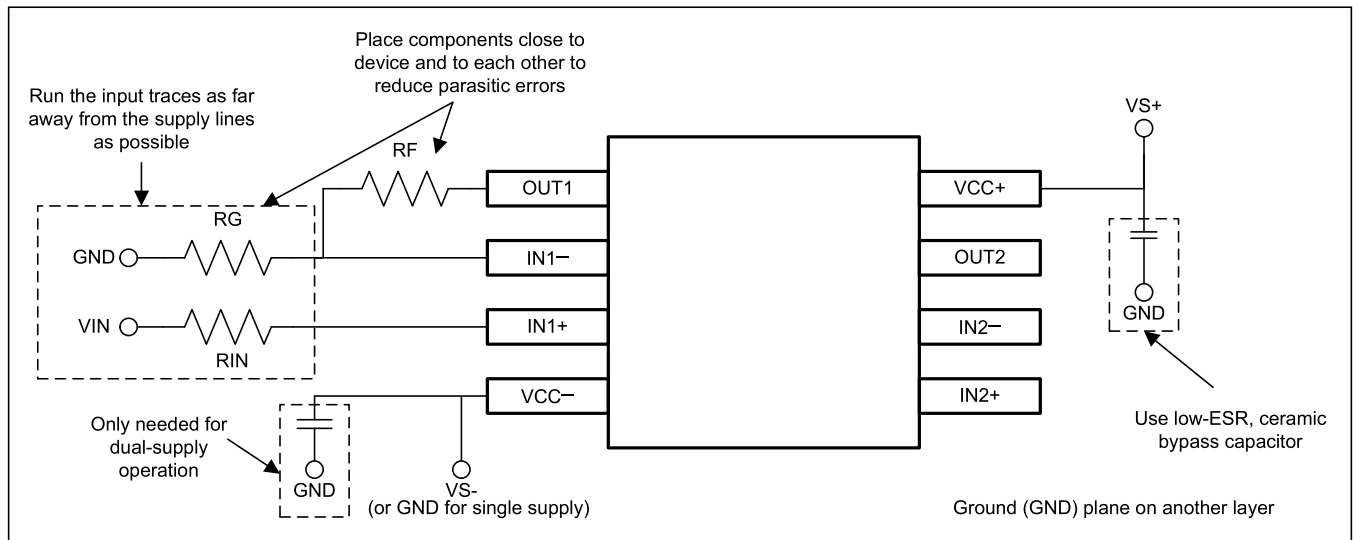 Place components close to
device and to each other to
reduce parasitic errors
Run the input traces as far
away from the supply lines
as possible
VS+
RF
OUT1
VCC+
RG
GND
IN1−
OUT2
VIN
IN1+
IN2−
GND
RIN
VCC−
IN2+
Only needed for
dual-supply
operation
Use low-ESR, ceramic
bypass capacitor
GND
VS-
(or GND for single supply)
Ground (GND) plane on another layer